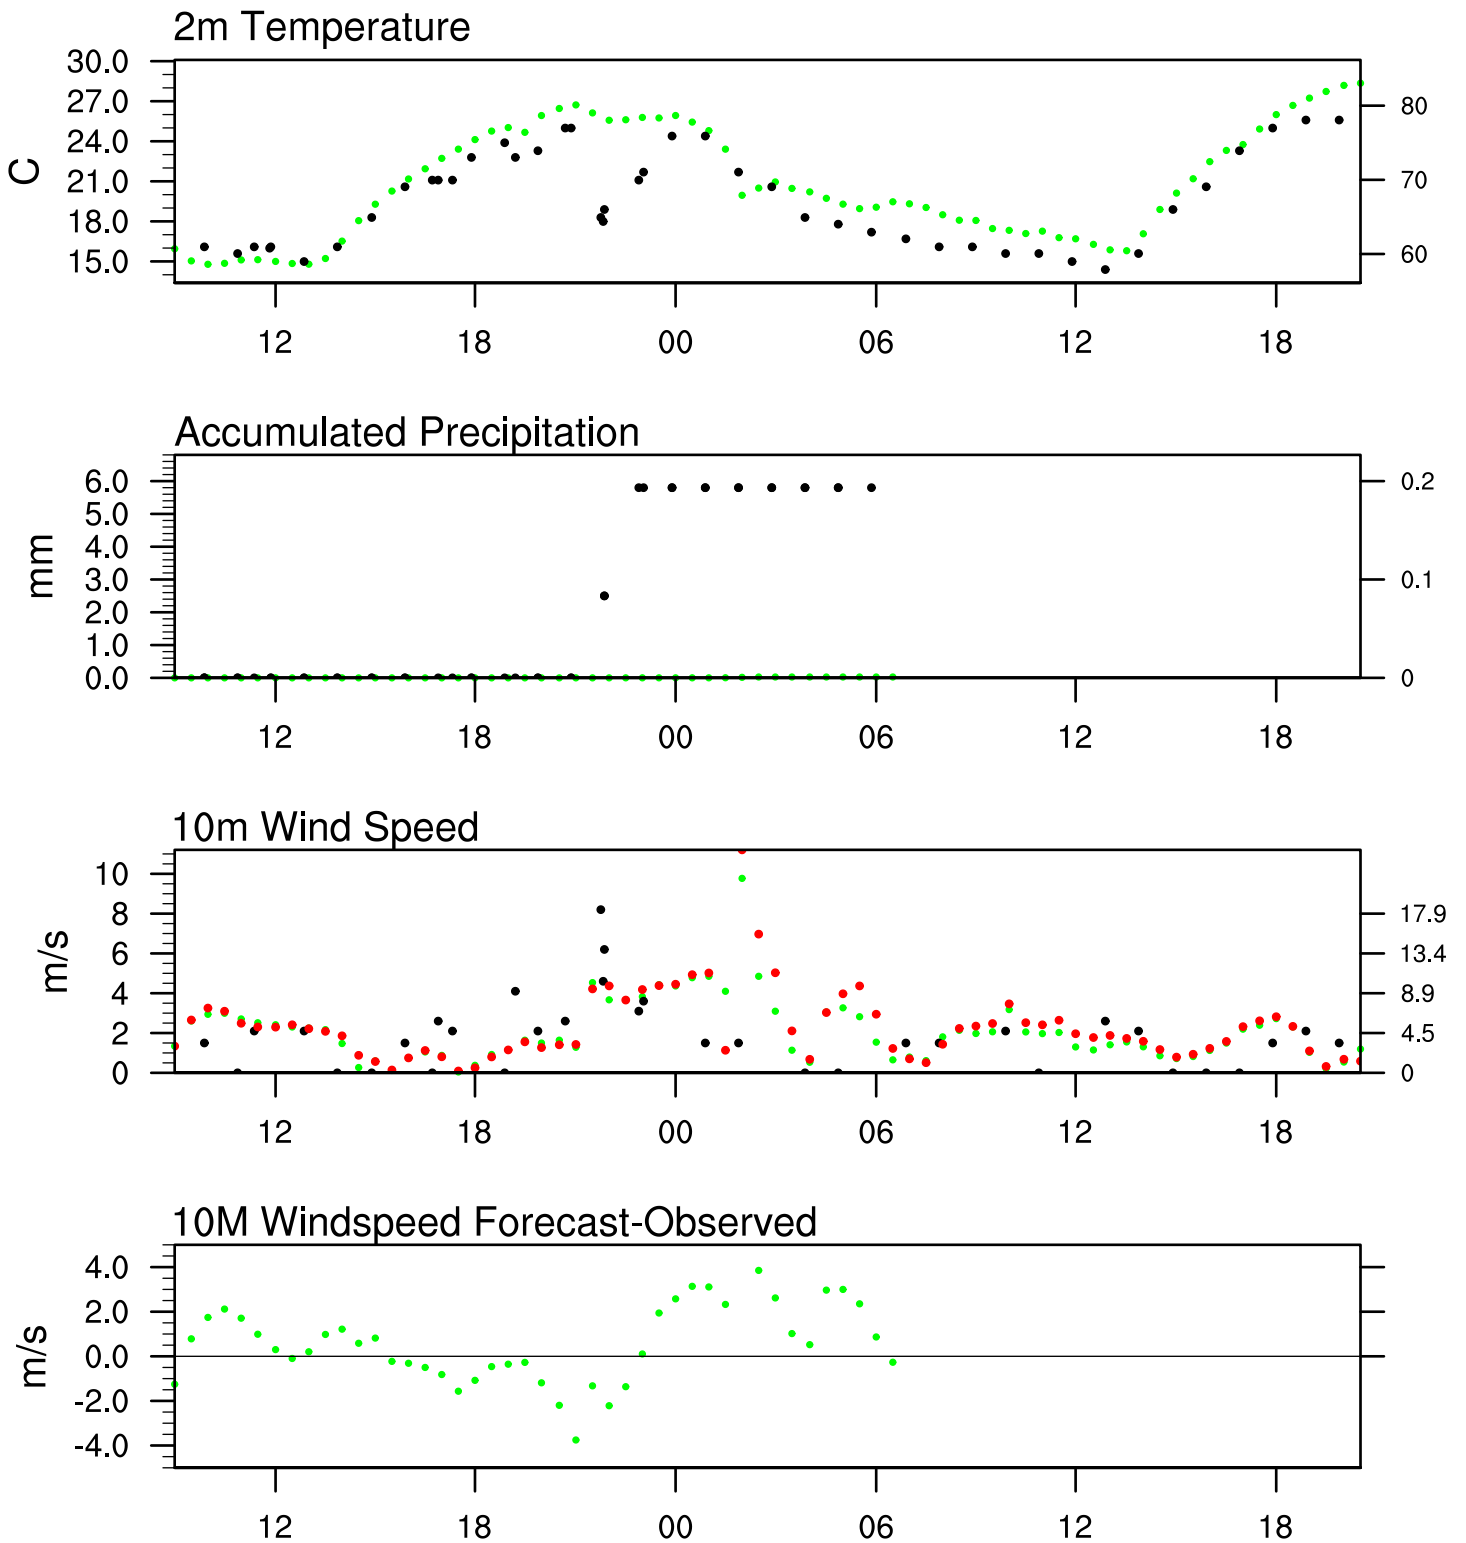 2m Temperature
30.0
27.0
24.0
21.0
18.0
15.0
C
80
70
60
12 18 00 06 12 18
Accumulated Precipitation
6.0
5.0
4.0
3.0
2.0
1.0
0.0
mm
0.2
0.1
0
12 18 00 06 12 18
10m Wind Speed
10
8
6
4
2
0
m/s
17.9
13.4
8.9
4.5
0
12 18 00 06 12 18
10M Windspeed Forecast-Observed
4.0
2.0
0.0
-2.0
-4.0
m/s
12 18 00 06 12 18